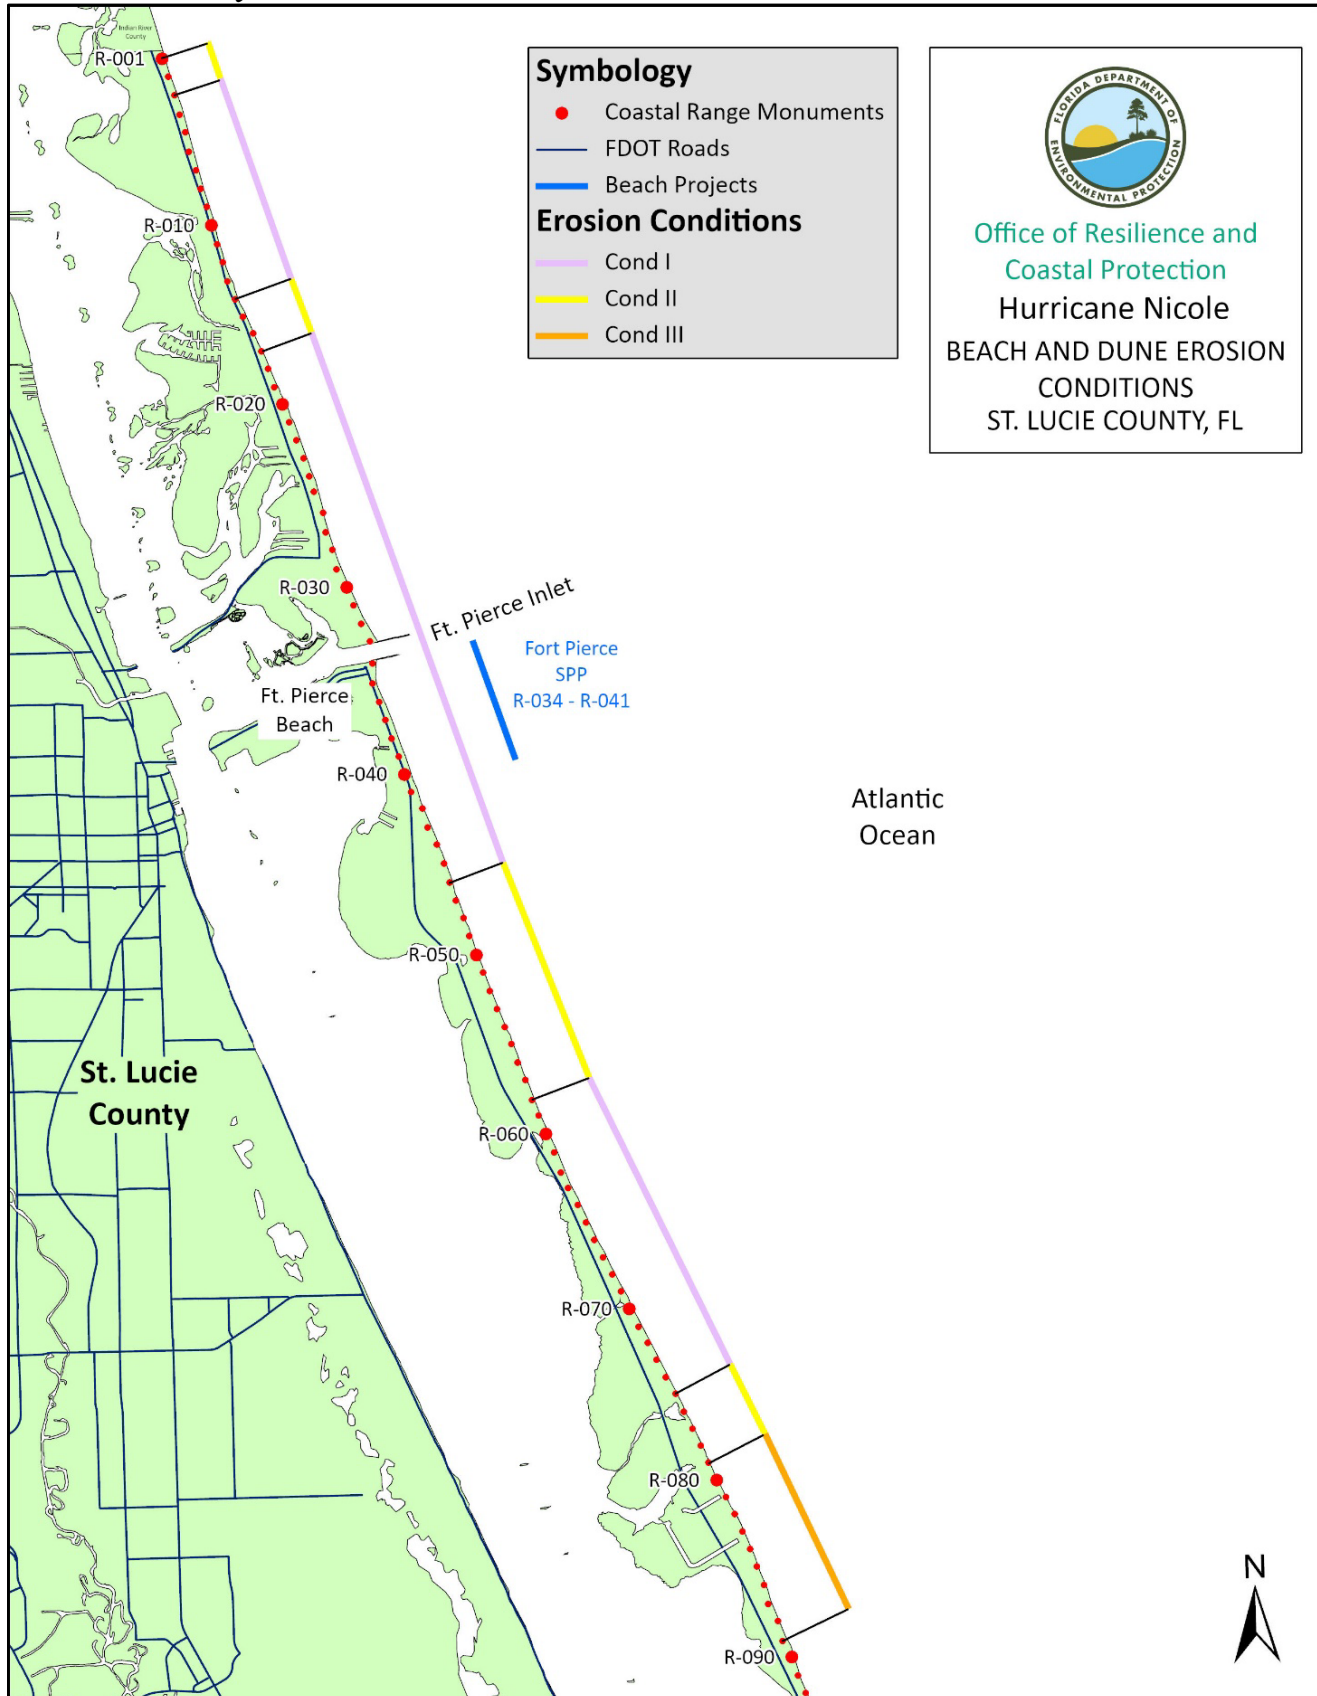 Indian River
County
R-001
R-010
R-020
R-030
R-040
R-050
R-060
R-070
R-080
R-090
Ft. Pierce Inlet
Ft. Pierce
Beach
Fort Pierce
SPP
R-034 - R-041
Atlantic
Ocean
St. Lucie
County
Symbology
Coastal Range Monuments
FDOT Roads
Beach Projects
Erosion Conditions
Cond I
Cond II
Cond III
FLORIDA DEPARTMENT OF
ENVIRONMENTAL PROTECTION
Office of Resilience and
Coastal Protection
Hurricane Nicole
BEACH AND DUNE EROSION
CONDITIONS
ST. LUCIE COUNTY, FL
N